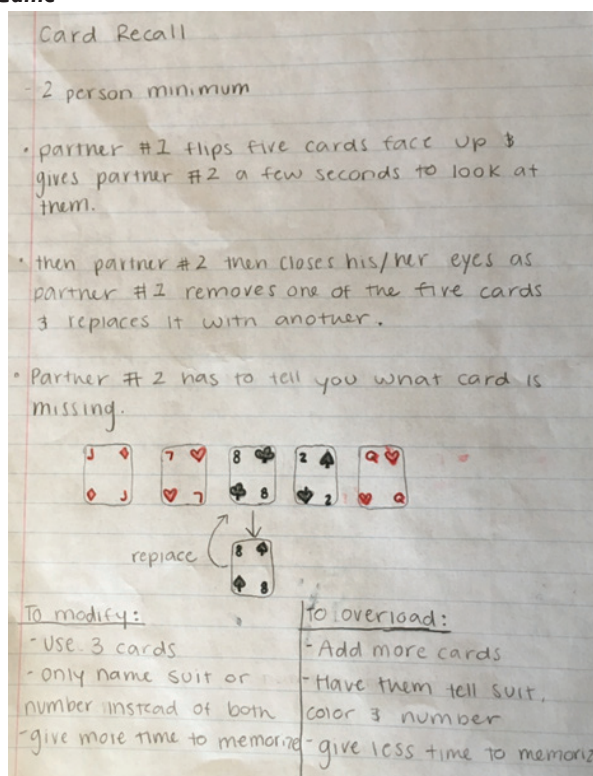 Card Recall
- 2 person minimum
• partner #1 flips five cards face up &
gives partner #2 a few seconds to look at
them.
• then partner #2 then closes his/her eyes as
partner #1 removes one of the five cards
& replaces it with another.
• Partner #2 has to tell you what card is
missing.
J 7 8 2 Q
J 7 8 2 Q
replace
8
8
To modify:
- Use 3 cards
- only name suit or
number instead of both
- give more time to memorize
To overload:
- Add more cards
- Have them tell suit,
color & number
- give less time to memoriz